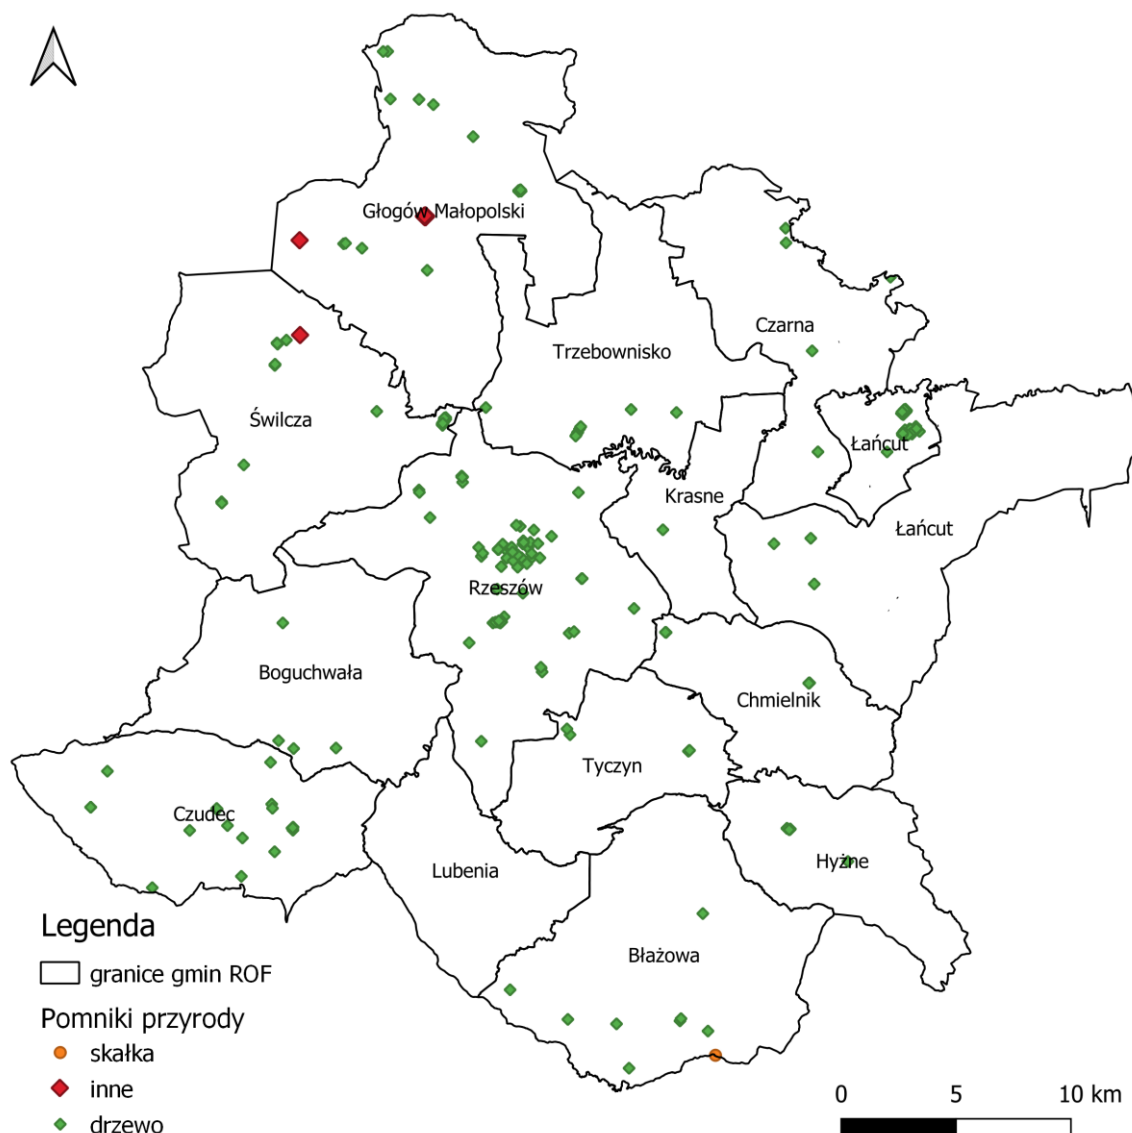 Głogów Małopolski
Czarna
Trzebownisko
Świlcza
Łańcut
Krasne
Łańcut
Rzeszów
Boguchwała
Chmielnik
Tyczyn
Czudec
Hyżne
Lubenia
Błażowa
Legenda
granice gmin ROF
Pomniki przyrody
skałka
inne
drzewo
0 5 10 km